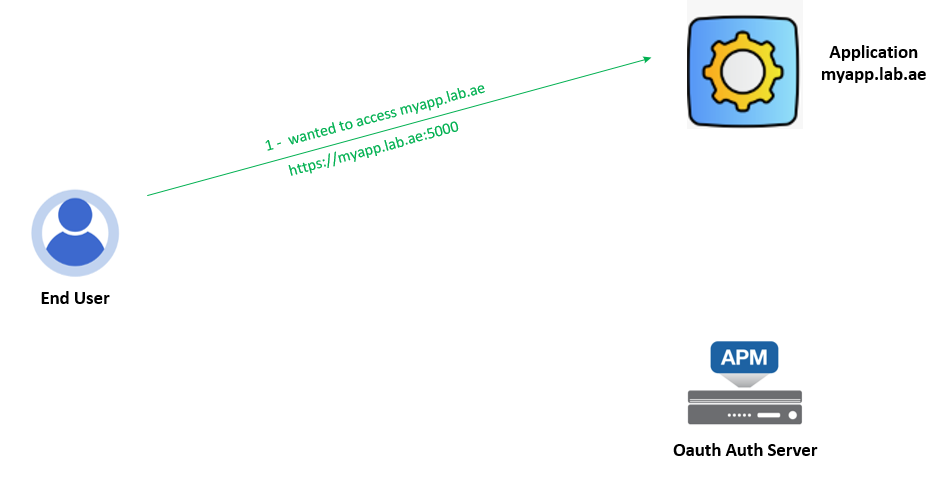 Application
myapp.lab.ae
1 - wanted to access myapp.lab.ae
https://myapp.lab.ae:5000
End User
APM
Oauth Auth Server